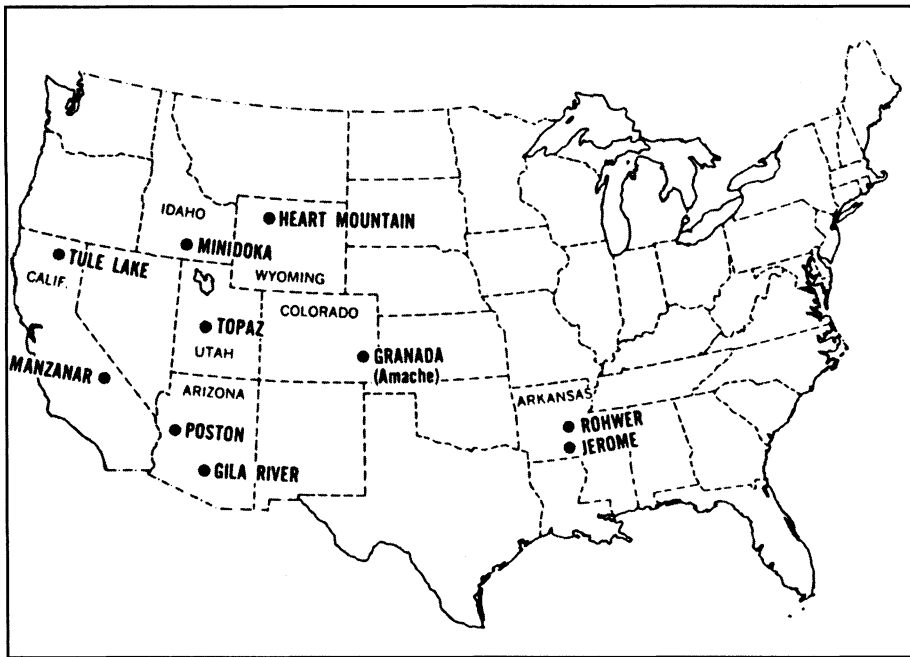 IDAHO
HEART MOUNTAIN
MINIDOKA
TULE LAKE
CALIF.
WYOMING
COLORADO
TOPAZ
UTAH
GRANADA
(Amache)
MANZANAR
ARIZONA
ARKANSAS
ROHWER
POSTON
JEROME
GILA RIVER